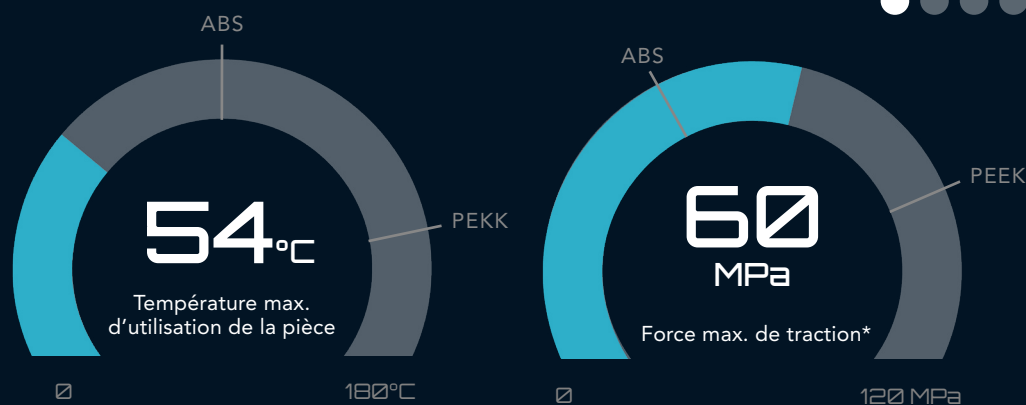 ABS
PEKK
54°C
Température max.
d'utilisation de la pièce
0
180°C
ABS
PEEK
60
MPa
Force max. de traction*
0
120 MPa